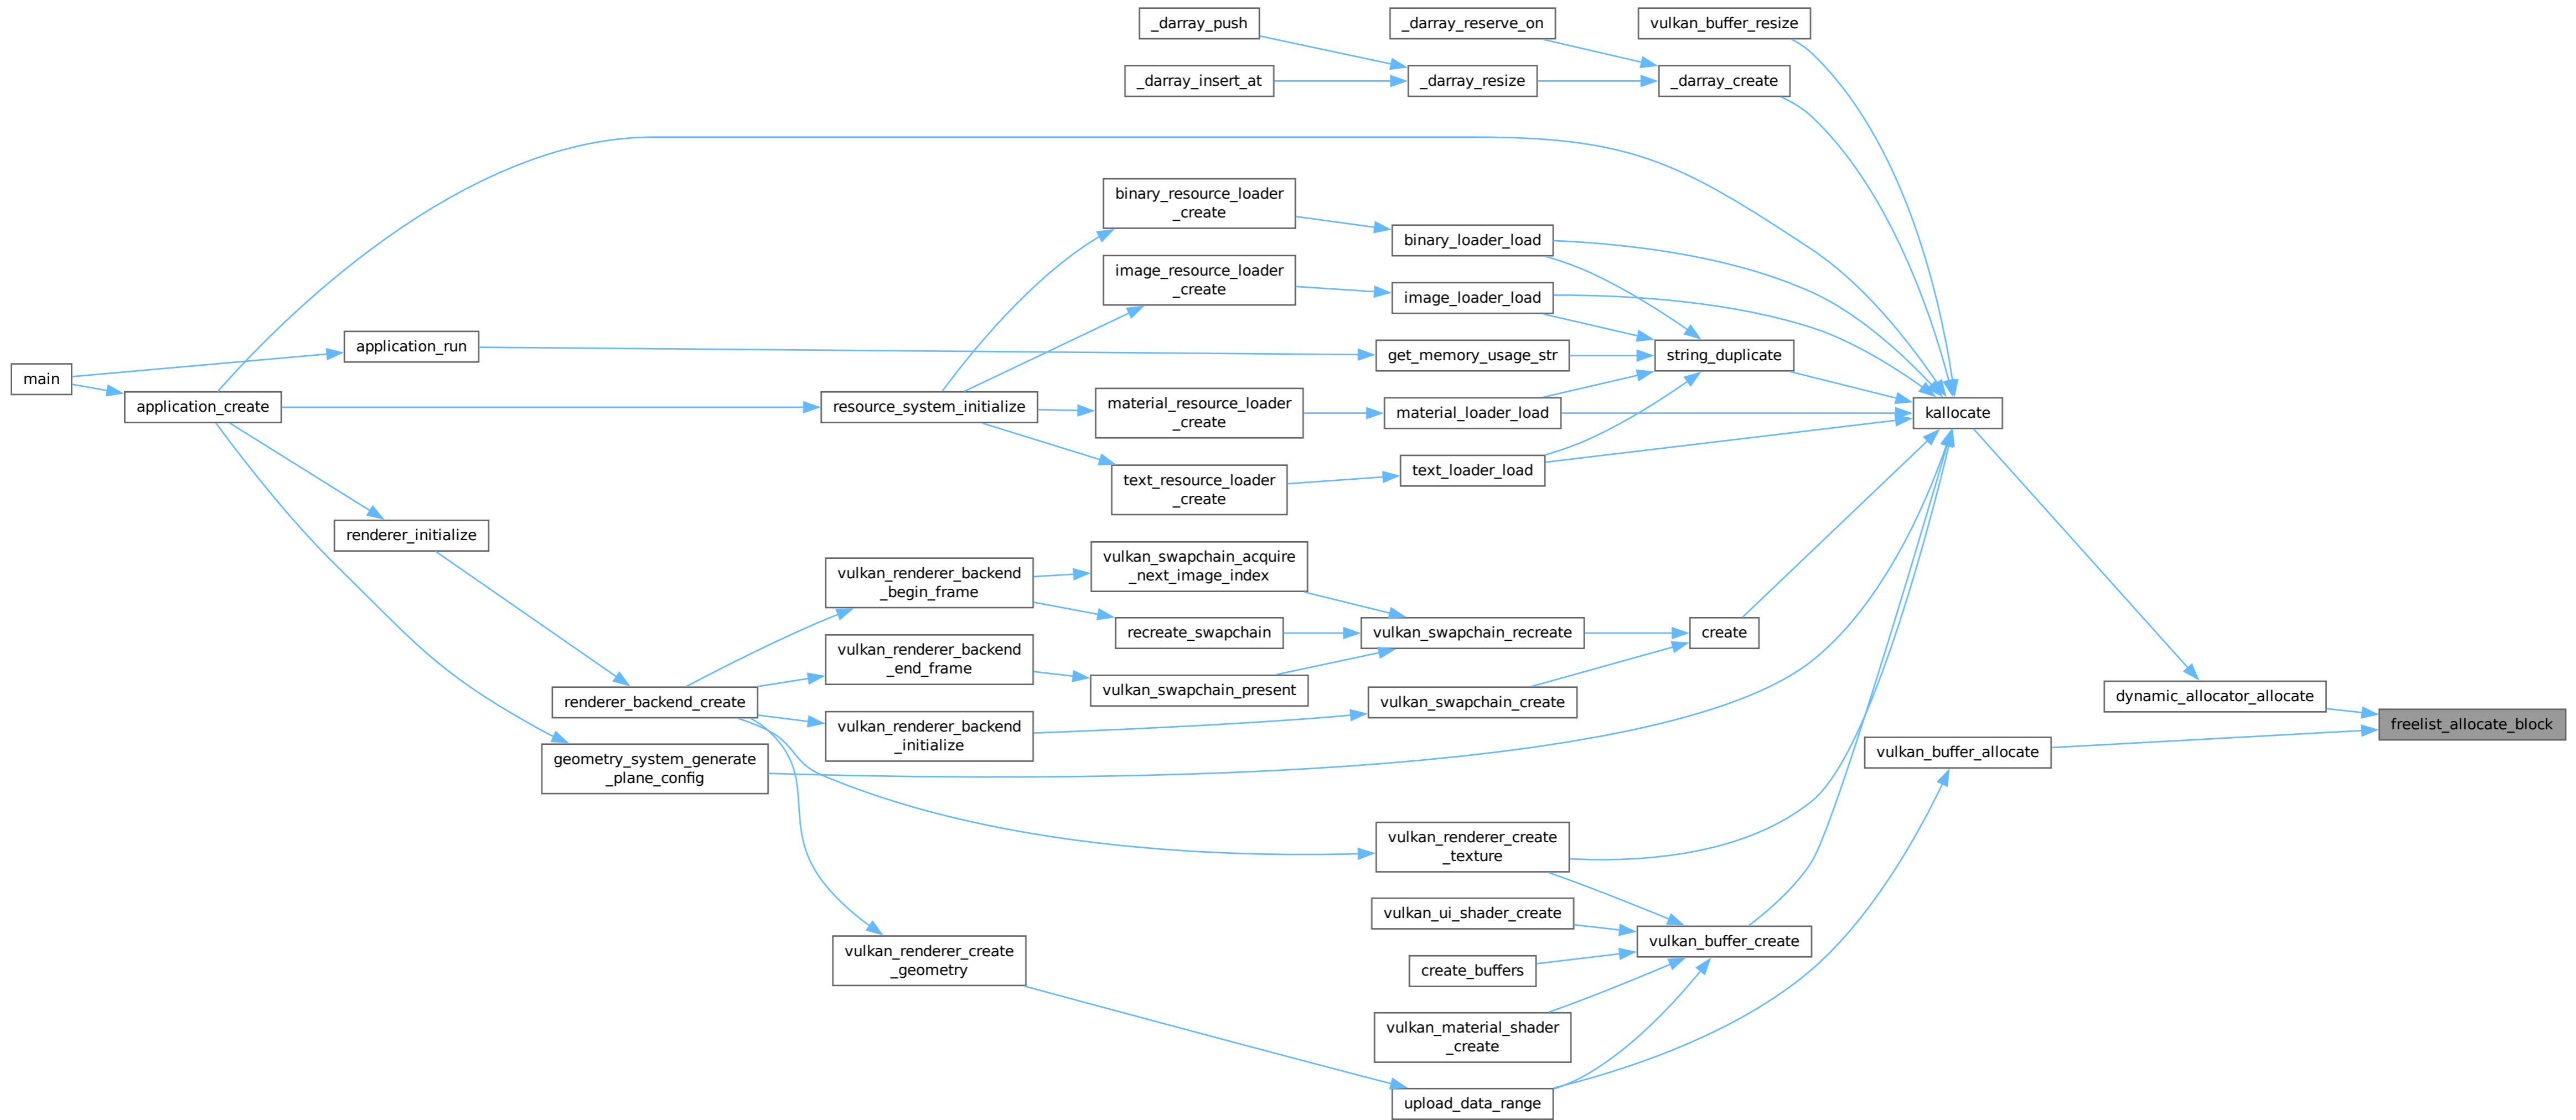 _darray_push
_darray_reserve_on
vulkan_buffer_resize
_darray_insert_at
_darray_resize
_darray_create
binary_resource_loader
_create
binary_loader_load
image_resource_loader
_create
image_loader_load
application_run
get_memory_usage_str
string_duplicate
main
application_create
resource_system_initialize
material_resource_loader
_create
material_loader_load
kallocate
text_resource_loader
_create
text_loader_load
renderer_initialize
vulkan_renderer_backend
_begin_frame
vulkan_swapchain_acquire
_next_image_index
recreate_swapchain
vulkan_swapchain_recreate
create
vulkan_renderer_backend
_end_frame
vulkan_swapchain_present
renderer_backend_create
vulkan_swapchain_create
dynamic_allocator_allocate
freelist_allocate_block
vulkan_renderer_backend
_initialize
vulkan_buffer_allocate
geometry_system_generate
_plane_config
vulkan_renderer_create
_texture
vulkan_ui_shader_create
vulkan_buffer_create
vulkan_renderer_create
_geometry
create_buffers
vulkan_material_shader
_create
upload_data_range